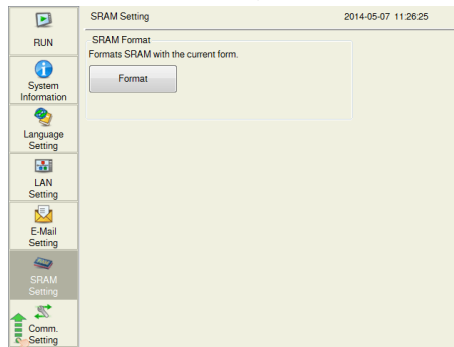 SRAM Setting
2014-05-07 11:26:25
RUN
System
Information
Language
Setting
LAN
Setting
E-Mail
Setting
SRAM
Setting
Comm.
Setting
SRAM Format
Formats SRAM with the current form.
Format